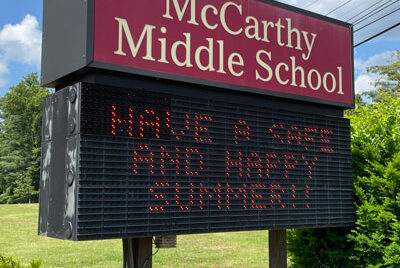 McCarthy
Middle School
HAVE A SAFE
AND HAPPY
SUMMER!!